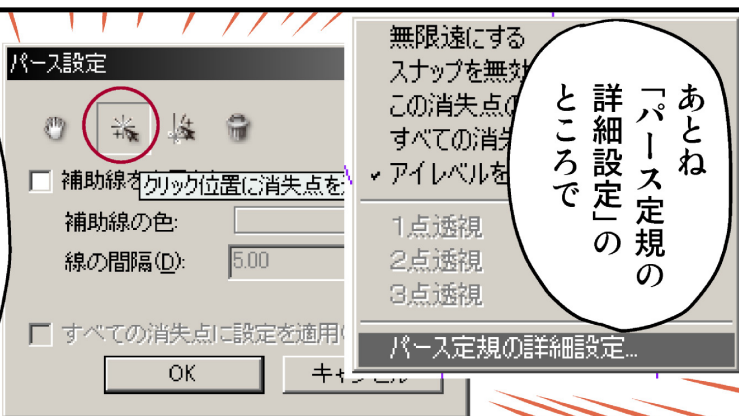 あとね
「パース定規の
詳細設定」の
ところで
無限遠にする
スナップを無効
この消失点の
すべての消失
✓アイレベルを
1点透視
2点透視
3点透視
パース定規の詳細設定...
パース設定
補助線を
クリック位置に消失点を
補助線の色:
線の間隔(D): 5.00
すべての消失点に設定を適用(
OK キャンセル